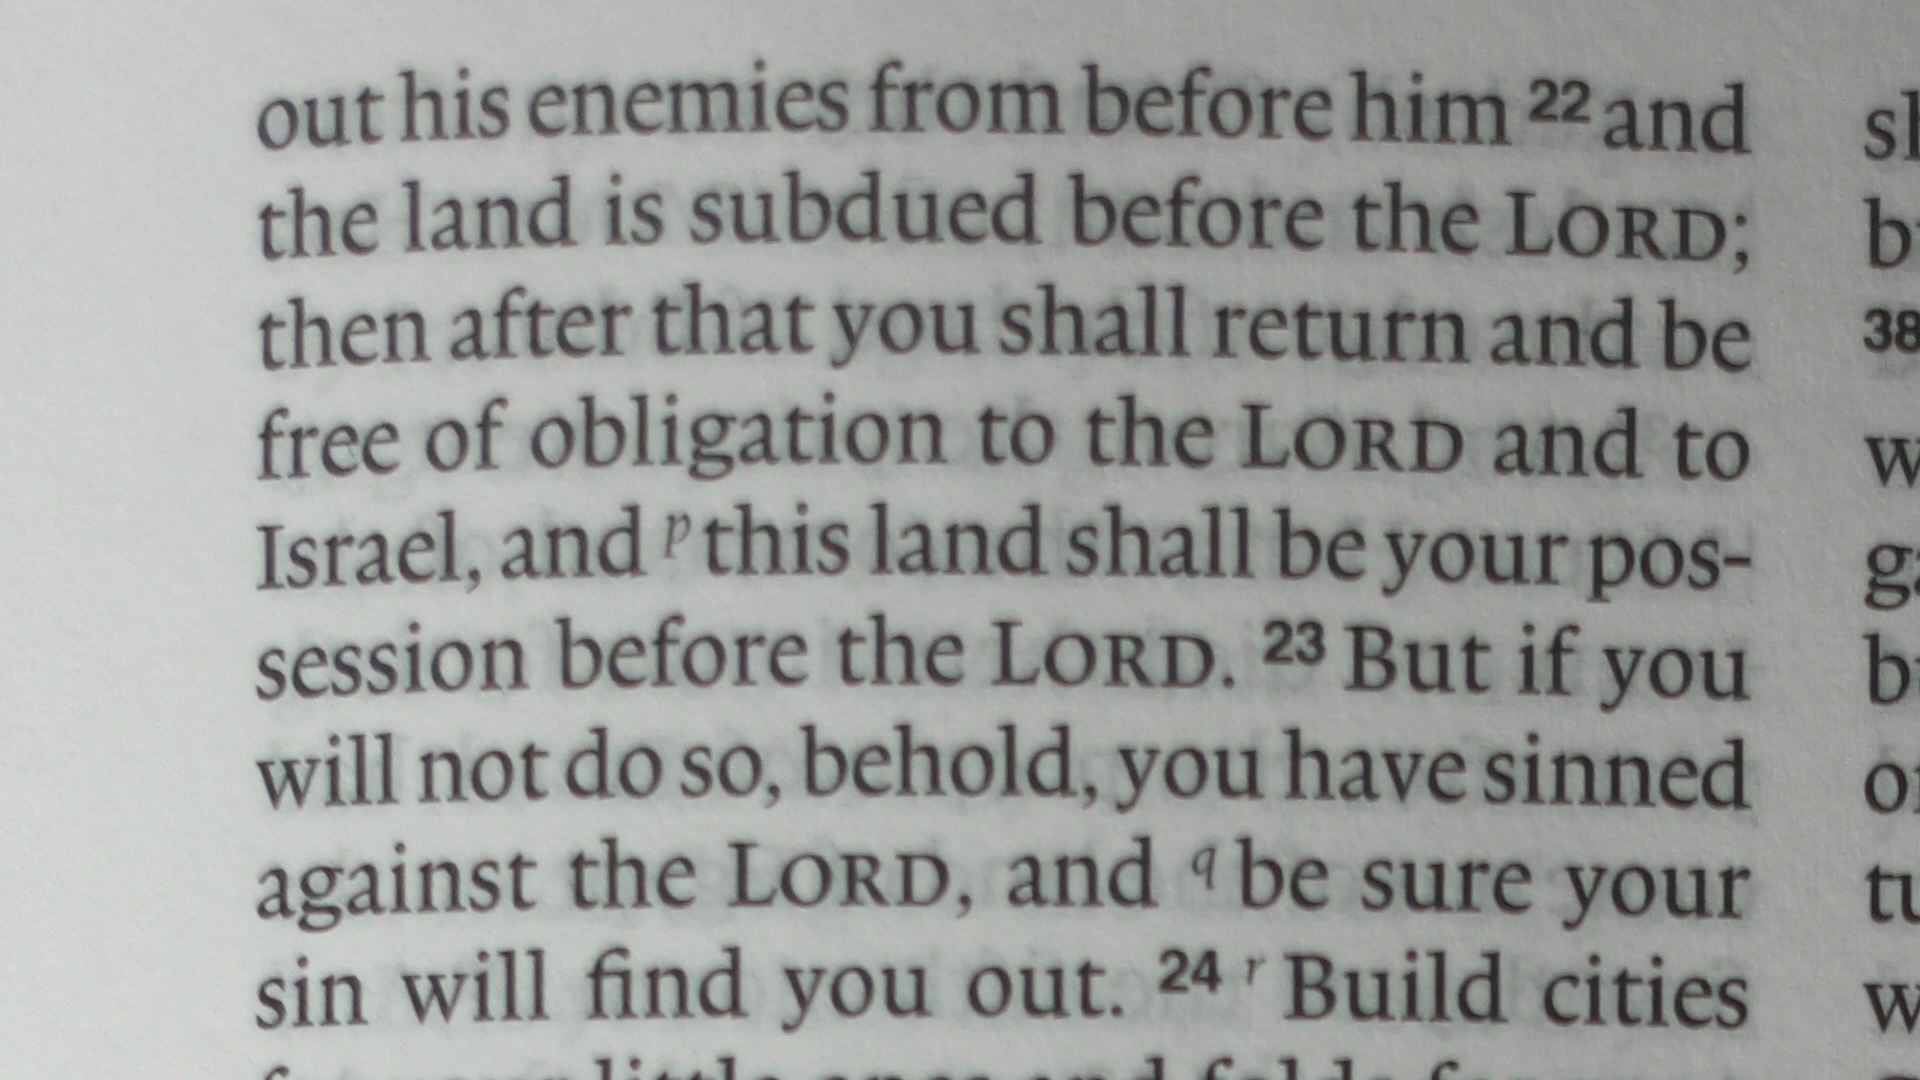 out his enemies from before him 22 and
the land is subdued before the LORD;
then after that you shall return and be
free of obligation to the LORD and to
Israel, and p this land shall be your pos-
session before the LORD. 23 But if you
will not do so, behold, you have sinned
against the LORD, and q be sure your
sin will find you out. 24 r Build cities
38